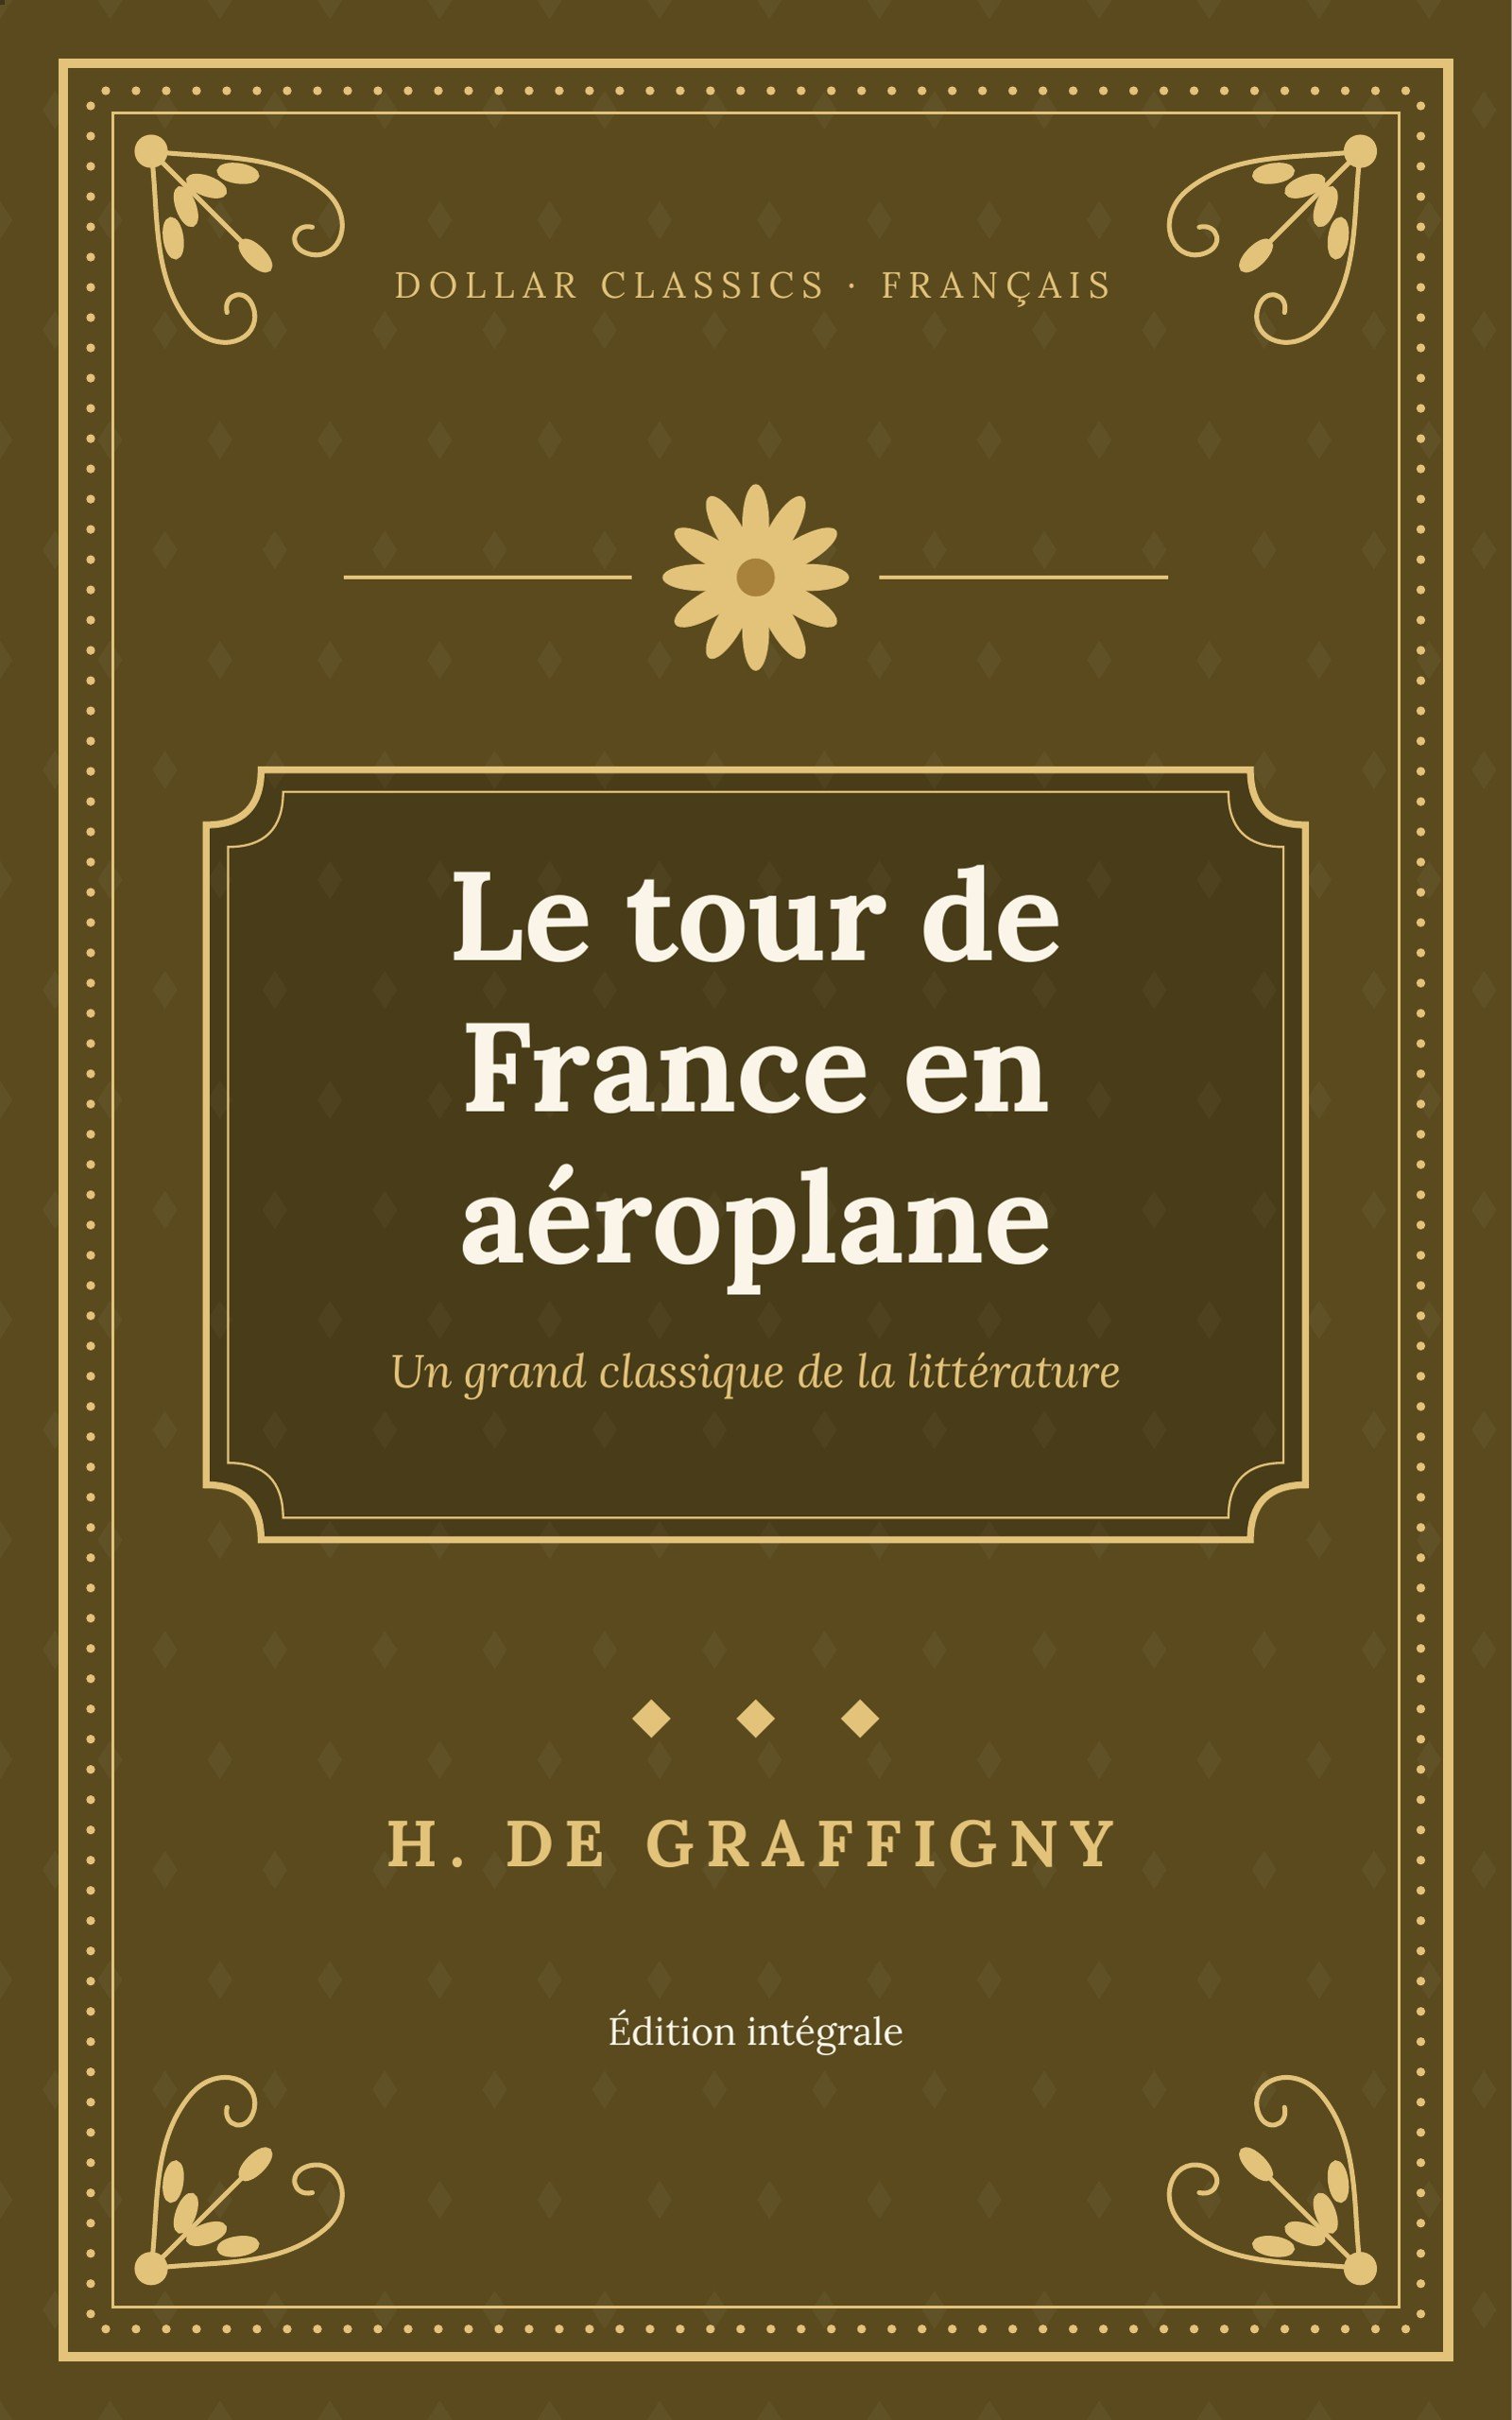 DOLLAR CLASSICS · FRANÇAIS
Le tour de
France en
aéroplane
Un grand classique de la littérature
H. DE GRAFFIGNY
Édition intégrale